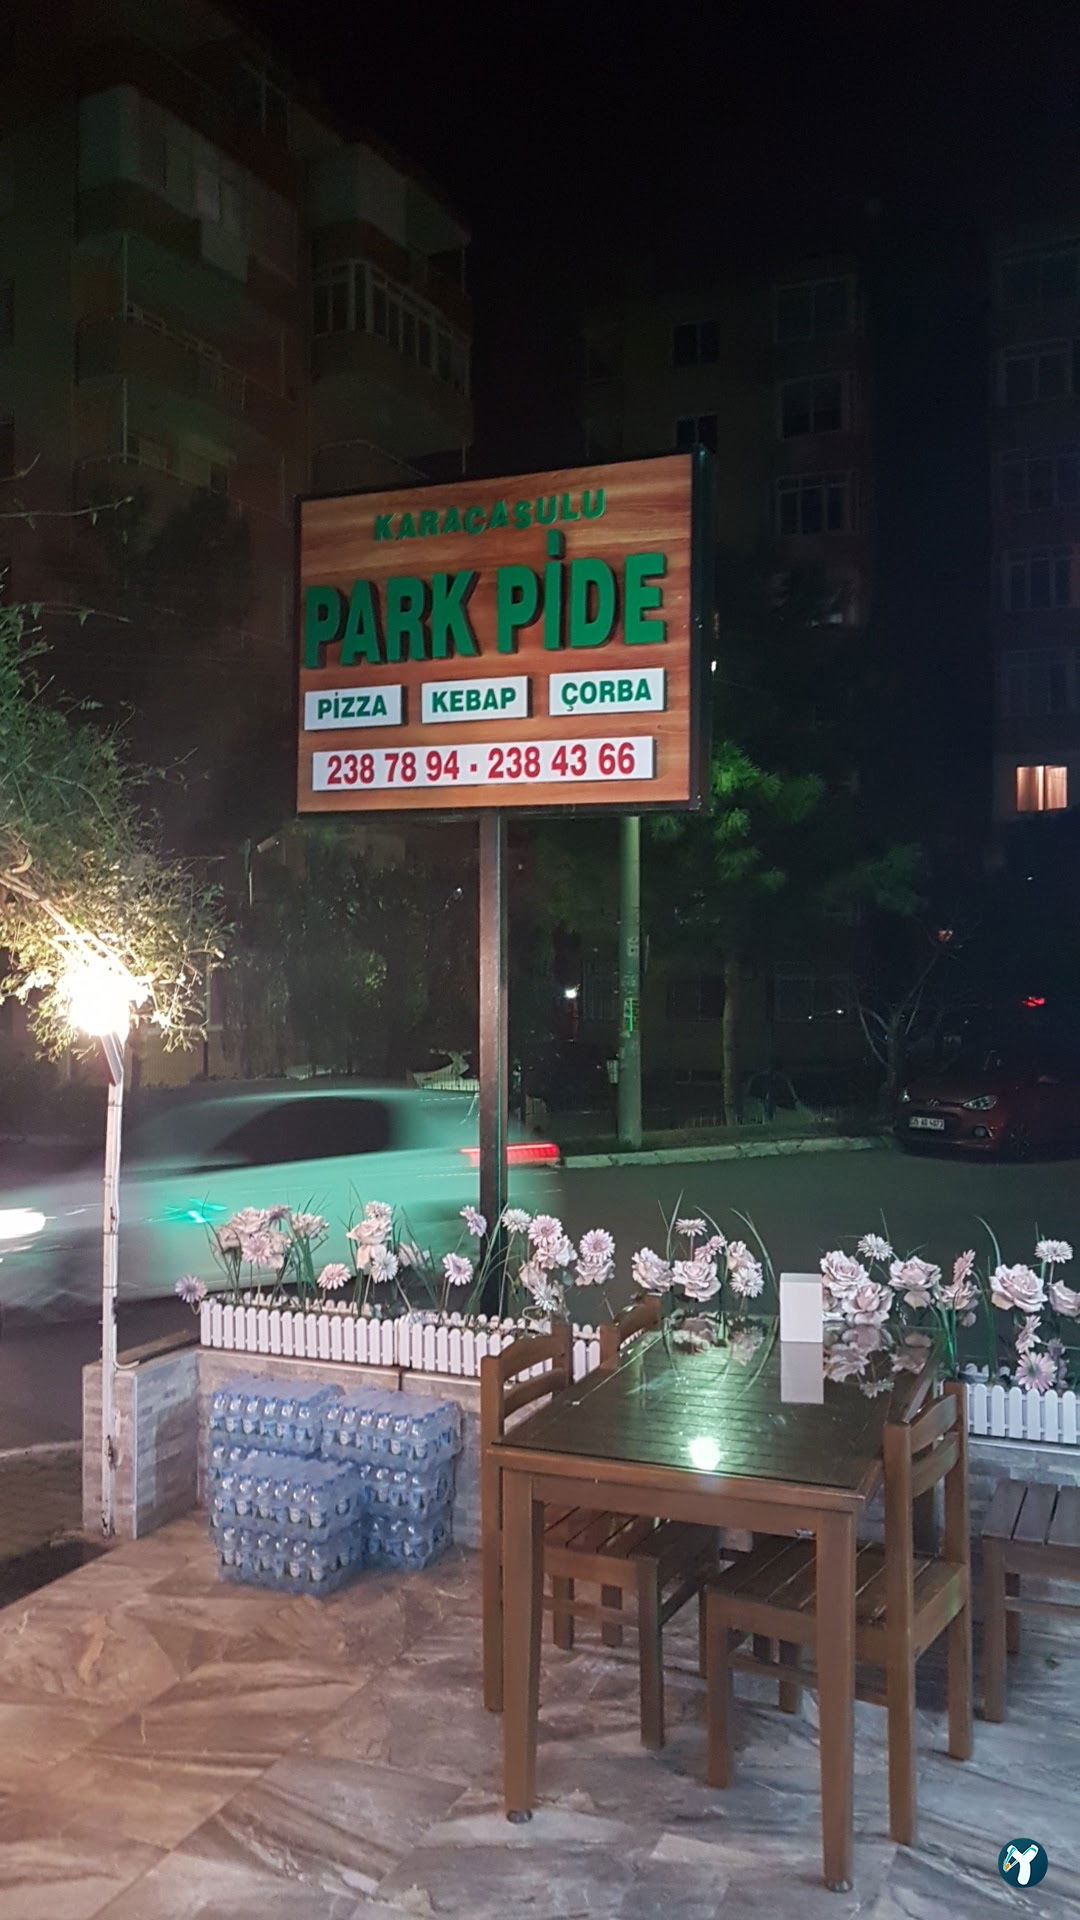 KARACASULU
PARK PİDE
PİZZA KEBAP ÇORBA
238 78 94 - 238 43 66